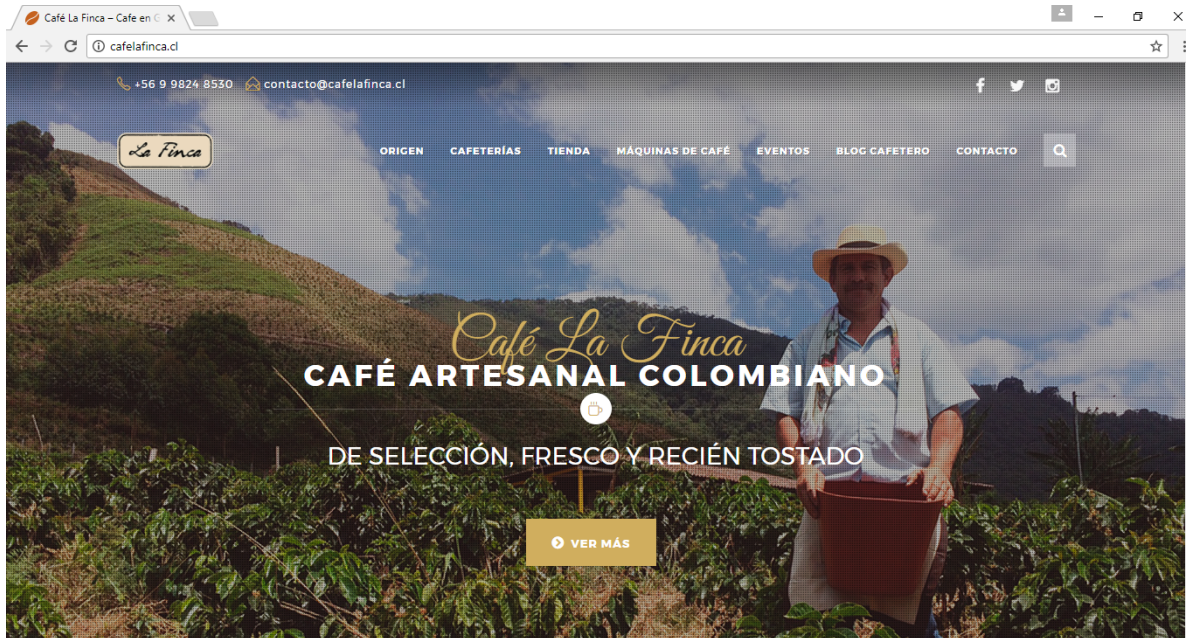 Café La Finca – Cafe en G
cafelafinca.cl
+56 9 9824 8530 contacto@cafelafinca.cl
La Finca
ORIGEN CAFETERÍAS TIENDA MÁQUINAS DE CAFÉ EVENTOS BLOG CAFETERO CONTACTO
Café La Finca
CAFÉ ARTESANAL COLOMBIANO
DE SELECCIÓN, FRESCO Y RECIÉN TOSTADO
VER MÁS